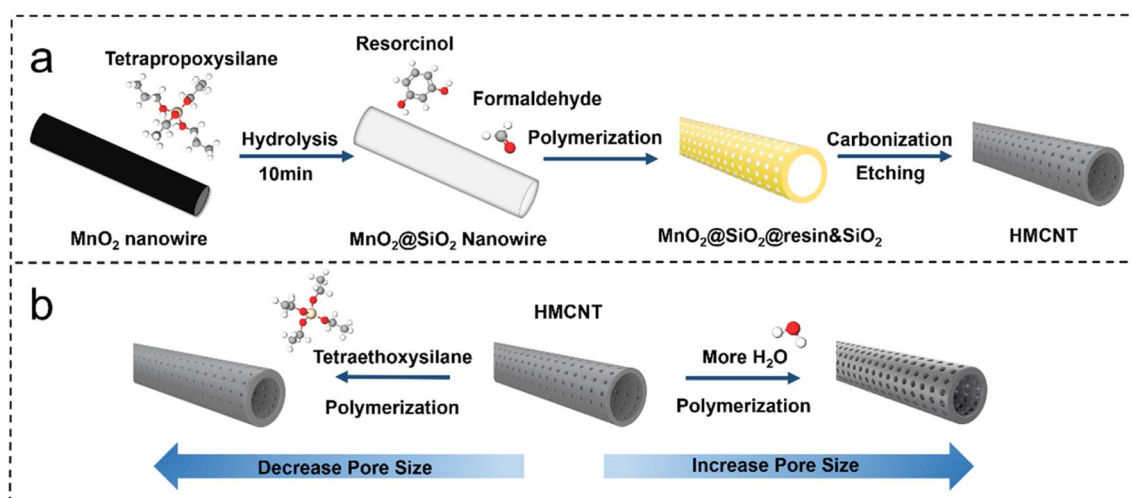 a
Tetrapropoxysilane
Hydrolysis
10min
Resorcinol
Formaldehyde
Polymerization
Carbonization
Etching
MnO₂ nanowire
MnO₂@SiO₂ Nanowire
MnO₂@SiO₂@resin&SiO₂
HMCNT
b
HMCNT
Tetraethoxysilane
Polymerization
More H₂O
Polymerization
Decrease Pore Size
Increase Pore Size